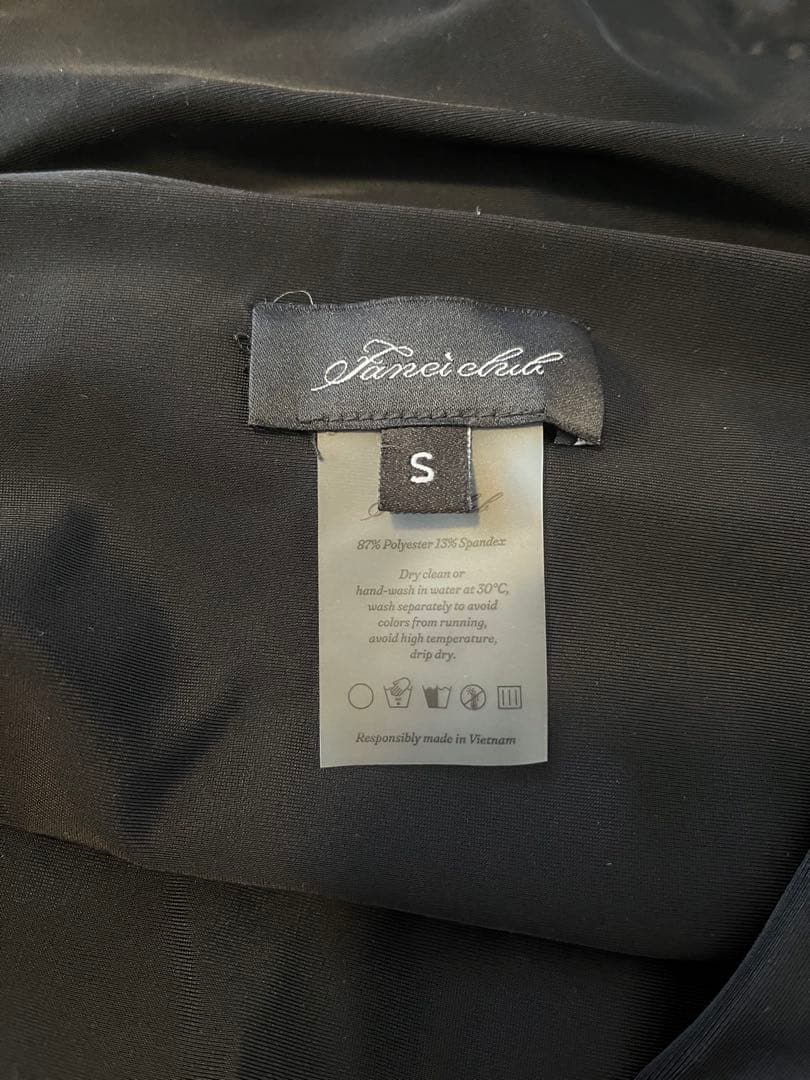 Fancì club
S
87% Polyester 13% Spandex
Dry clean or
hand-wash in water at 30°C,
wash separately to avoid
colors from running,
avoid high temperature,
drip dry.
Responsibly made in Vietnam